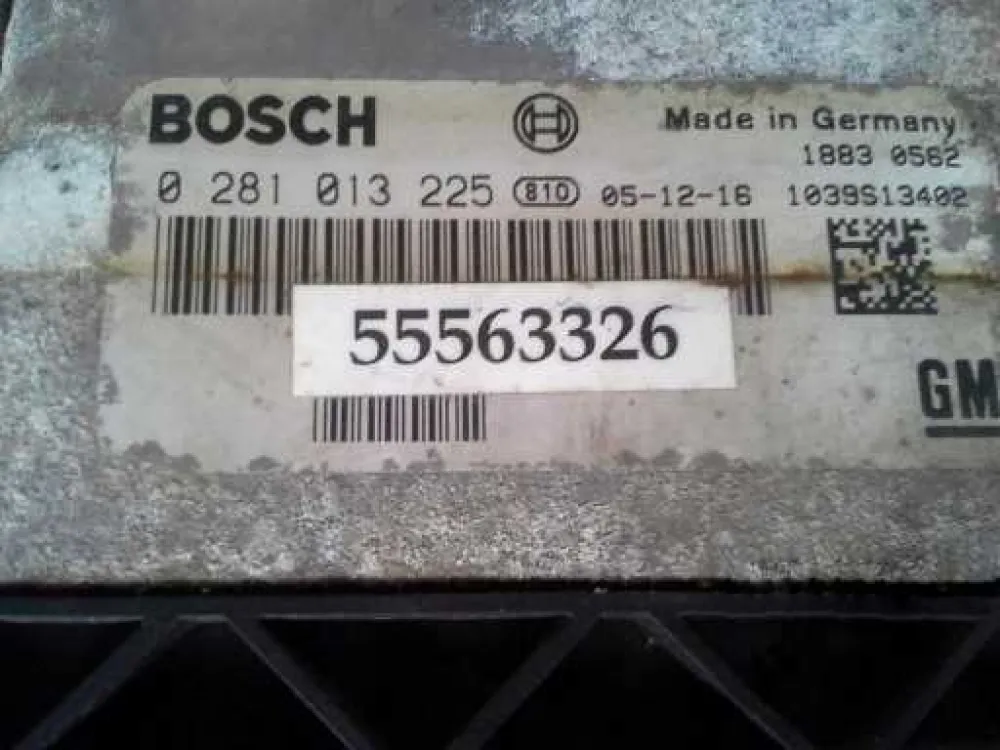 BOSCH Made in Germany
1883 0562
0 281 013 225 810 05-12-16 1039S13402
55563326
GM